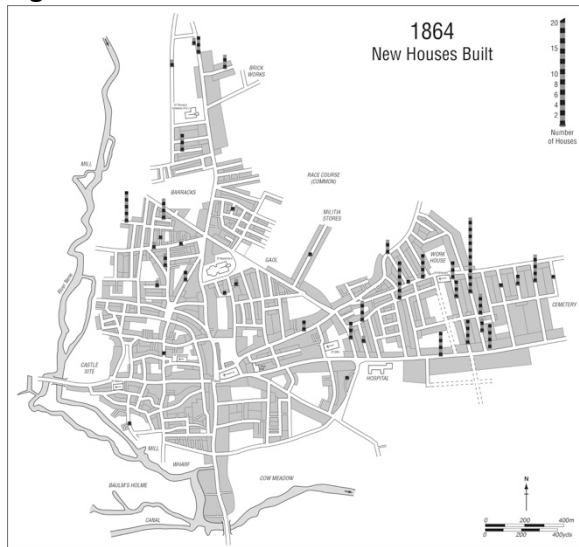 1864
New Houses Built
20
15
10
8
6
4
2
Number
of Houses
BRICK
WORKS
MILL
RACE COURSE
(COMMON)
BARRACKS
MILITIA
STORES
GAOL
WORK
HOUSE
River Nene
CEMETERY
CASTLE
SITE
HOSPITAL
MILL
WHARF
BAULM'S HOLME
COW MEADOW
CANAL
N
0 200 400m
0 200 400yds